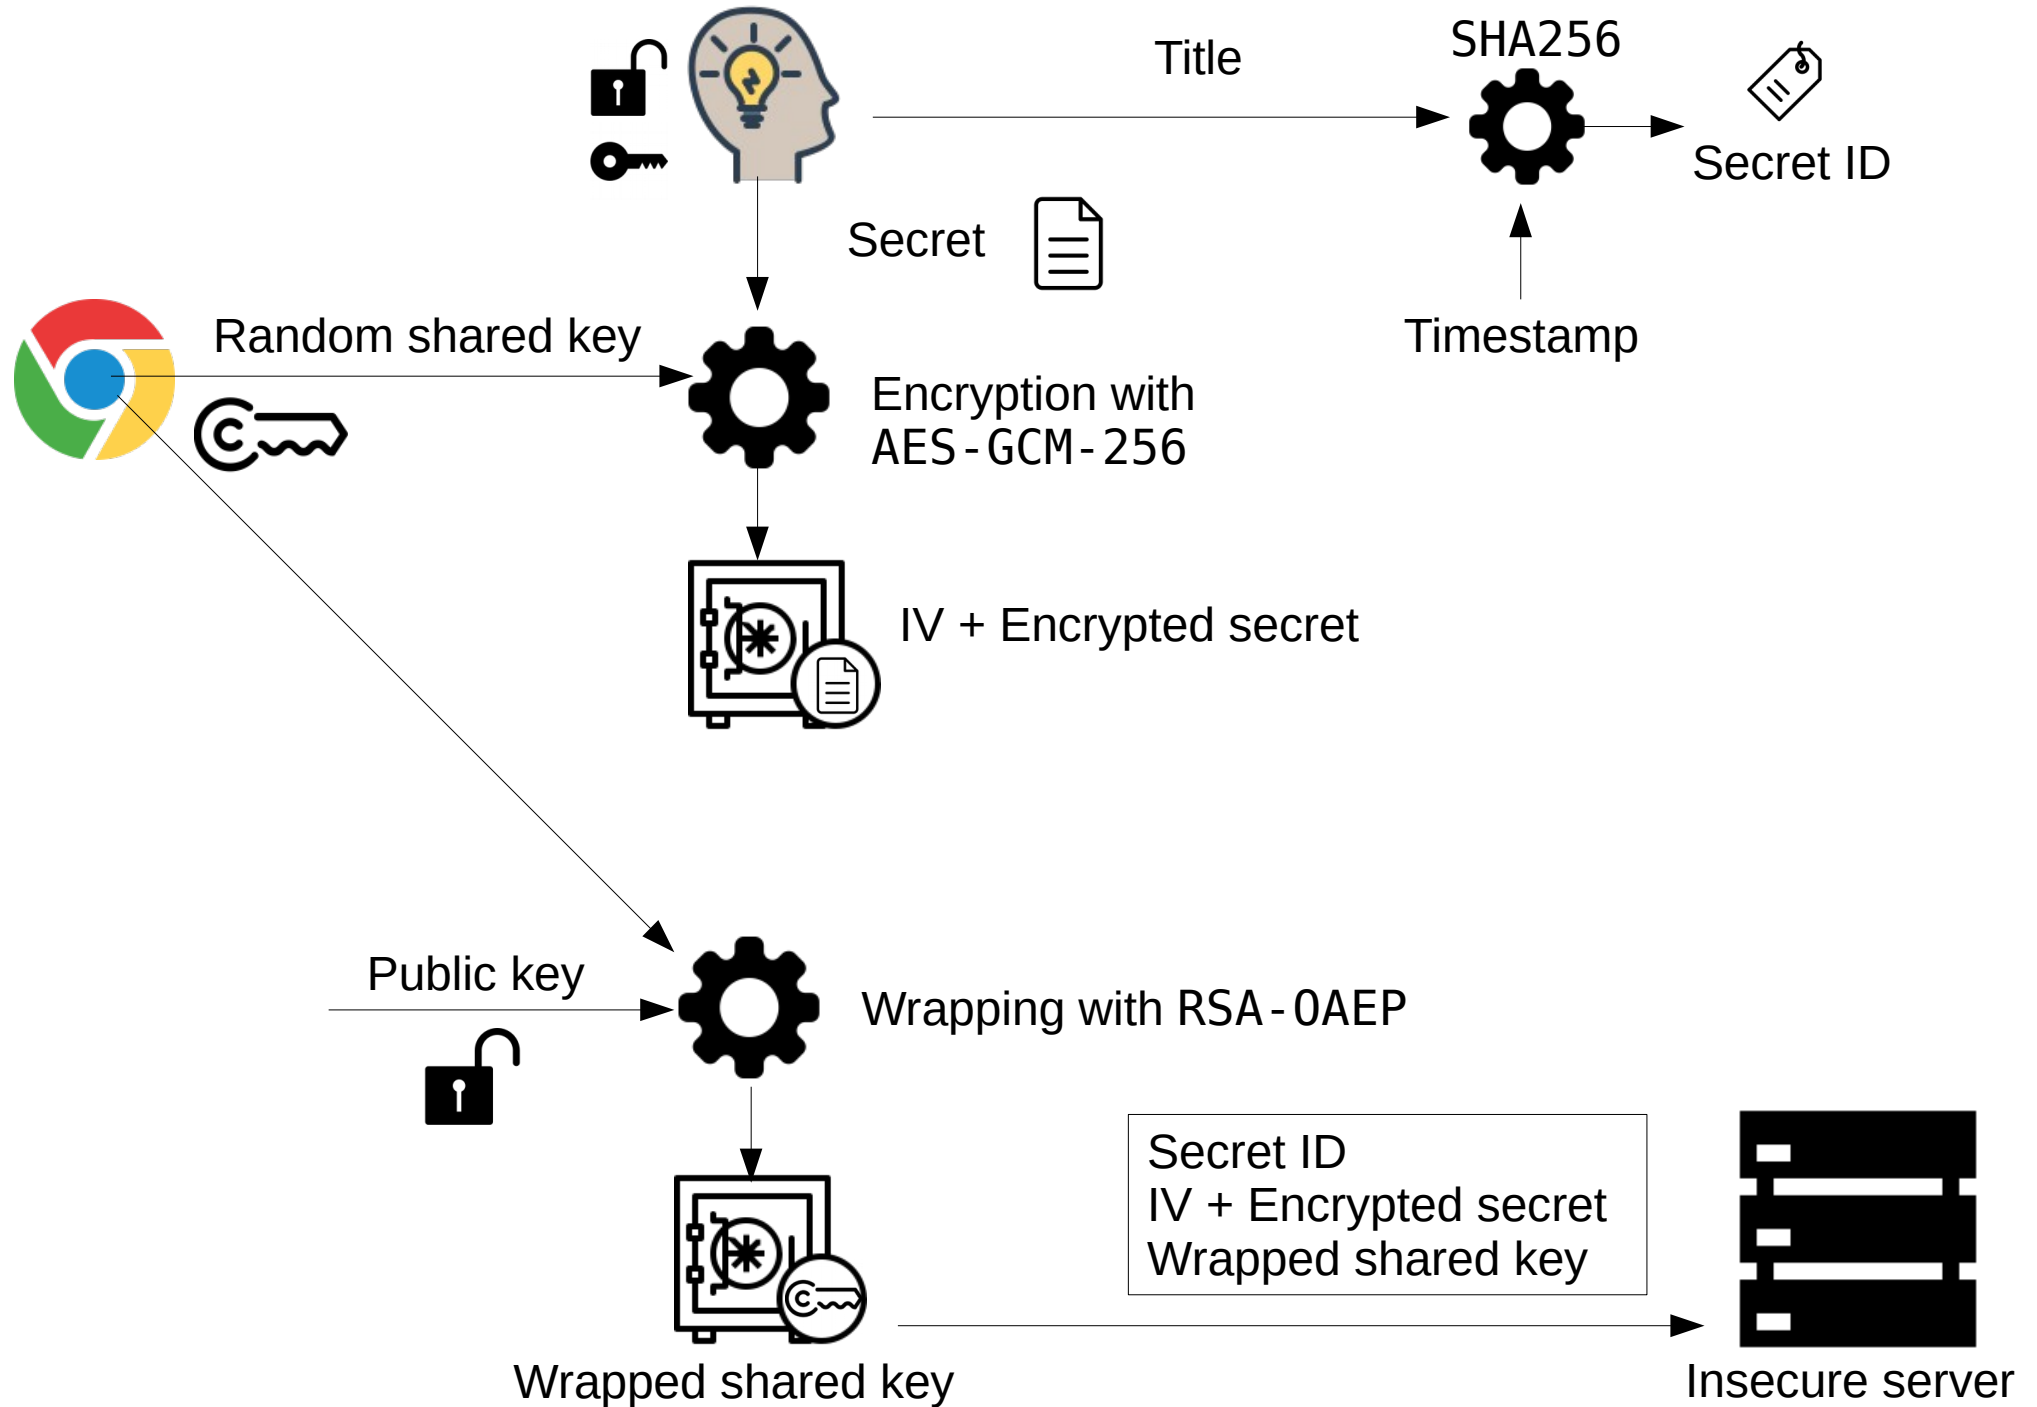 Title
SHA256
Secret ID
Secret
Timestamp
Random shared key
Encryption with
AES-GCM-256
IV + Encrypted secret
Public key
Wrapping with RSA-OAEP
Secret ID
IV + Encrypted secret
Wrapped shared key
Wrapped shared key
Insecure server